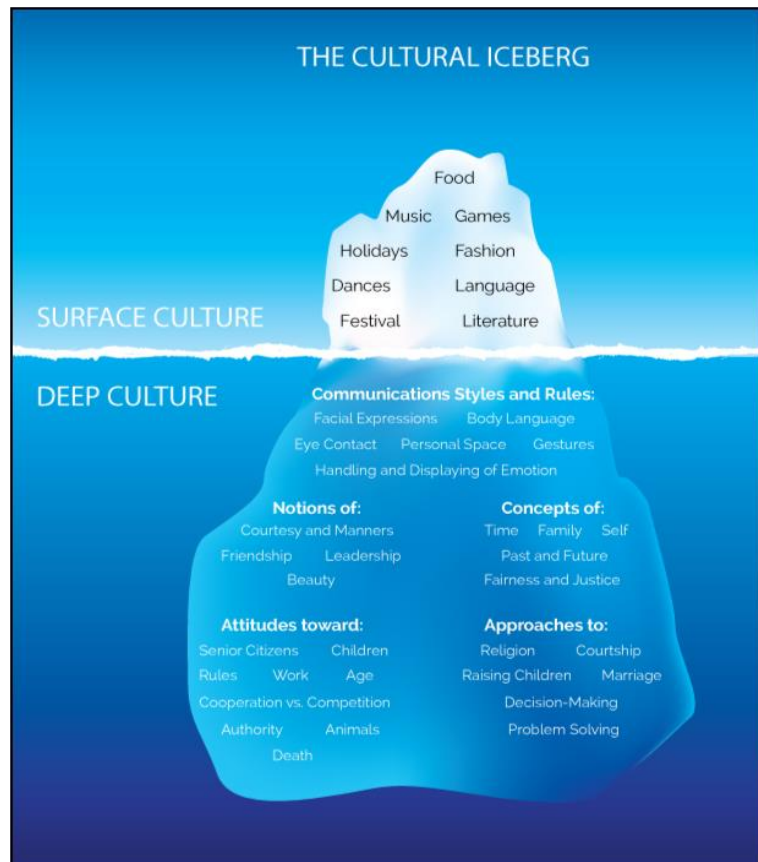 THE CULTURAL ICEBERG
Food
Music Games
Holidays Fashion
Dances Language
Festival Literature
SURFACE CULTURE
DEEP CULTURE
Communications Styles and Rules:
Facial Expressions Body Language
Eye Contact Personal Space Gestures
Handling and Displaying of Emotion
Notions of:
Courtesy and Manners
Friendship Leadership
Beauty
Concepts of:
Time Family Self
Past and Future
Fairness and Justice
Attitudes toward:
Senior Citizens Children
Rules Work Age
Cooperation vs. Competition
Authority Animals
Death
Approaches to:
Religion Courtship
Raising Children Marriage
Decision-Making
Problem Solving